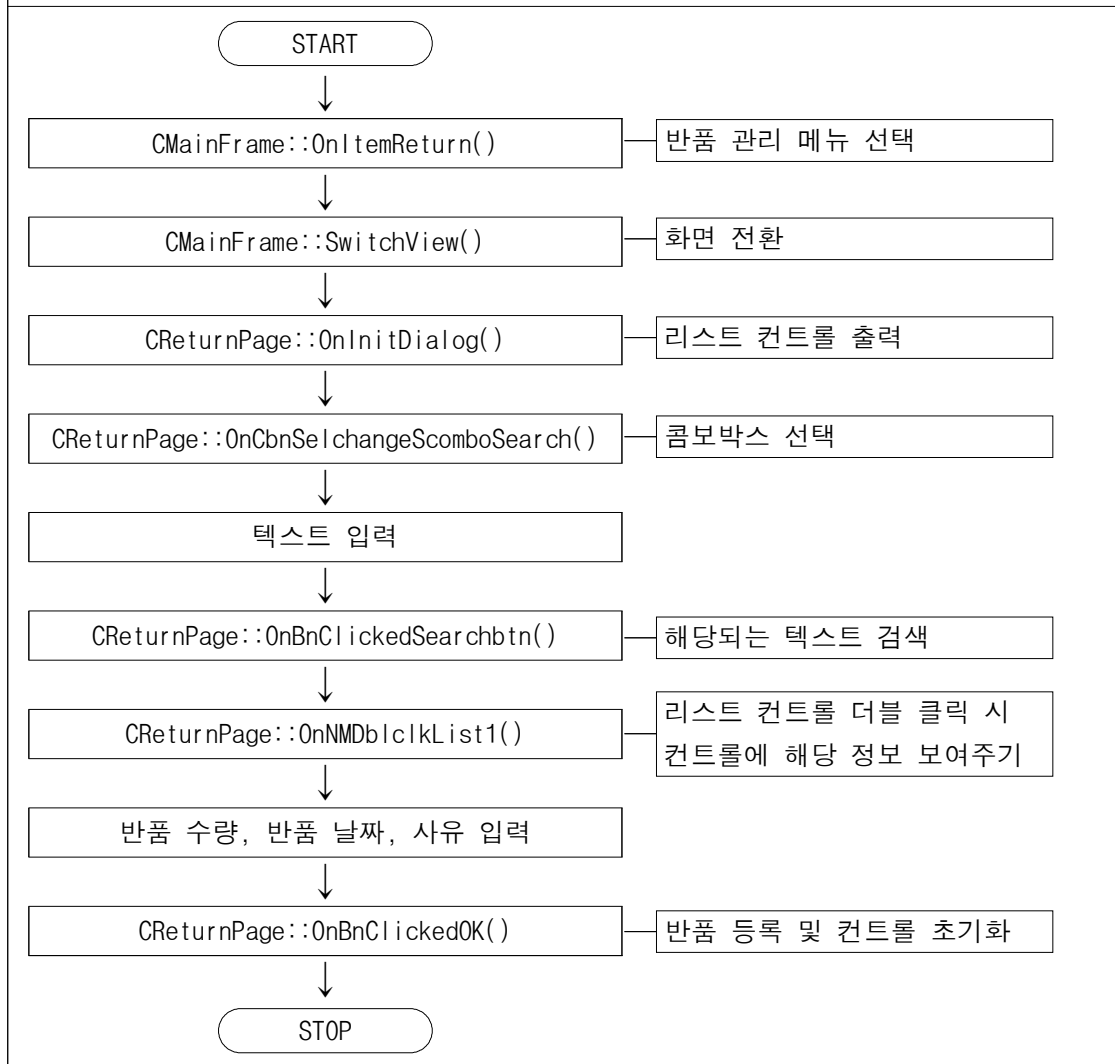 START
CMainFrame::OnItemReturn()
반품 관리 메뉴 선택
CMainFrame::SwitchView()
화면 전환
CReturnPage::OnInitDialog()
리스트 컨트롤 출력
CReturnPage::OnCbnSelchangeScomboSearch()
콤보박스 선택
텍스트 입력
CReturnPage::OnBnClickedSearchbtn()
해당되는 텍스트 검색
CReturnPage::OnNMDblclkList1()
리스트 컨트롤 더블 클릭 시
컨트롤에 해당 정보 보여주기
반품 수량, 반품 날짜, 사유 입력
CReturnPage::OnBnClickedOK()
반품 등록 및 컨트롤 초기화
STOP